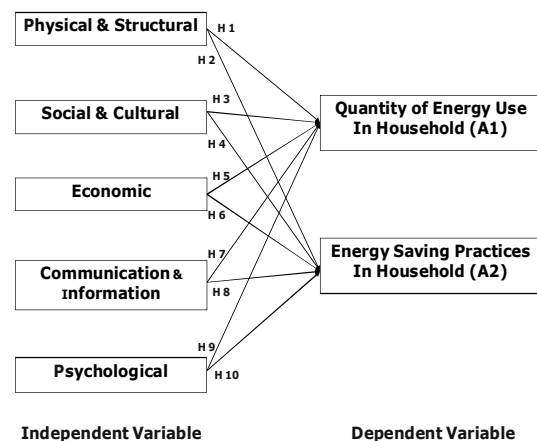 Physical & Structural
H 1
H 2
Social & Cultural
H 3
H 4
Economic
H 5
H 6
Communication &
Information
H 7
H 8
Psychological
H 9
H 10
Quantity of Energy Use
In Household (A1)
Energy Saving Practices
In Household (A2)
Independent Variable
Dependent Variable